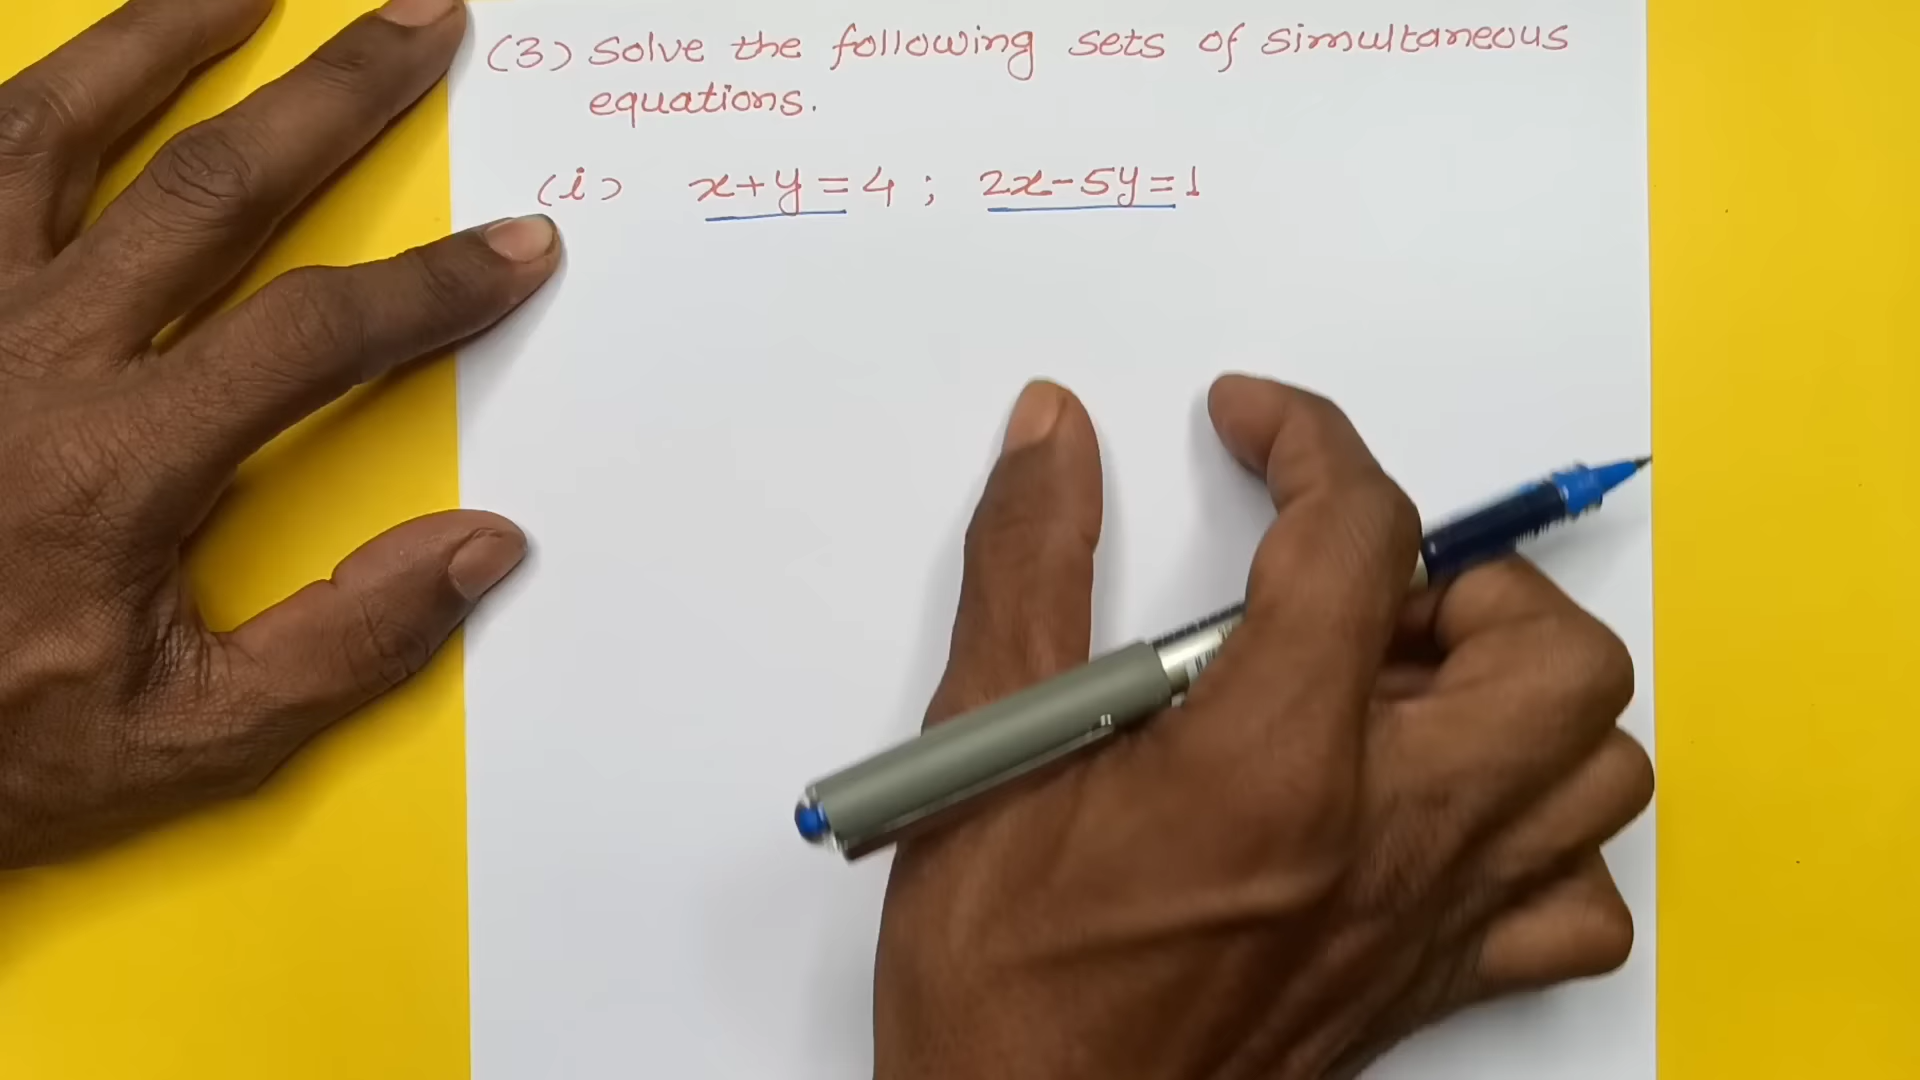 (3) Solve the following sets of simultaneous
equations.
(i) x+y=4 ; 2x-5y=1